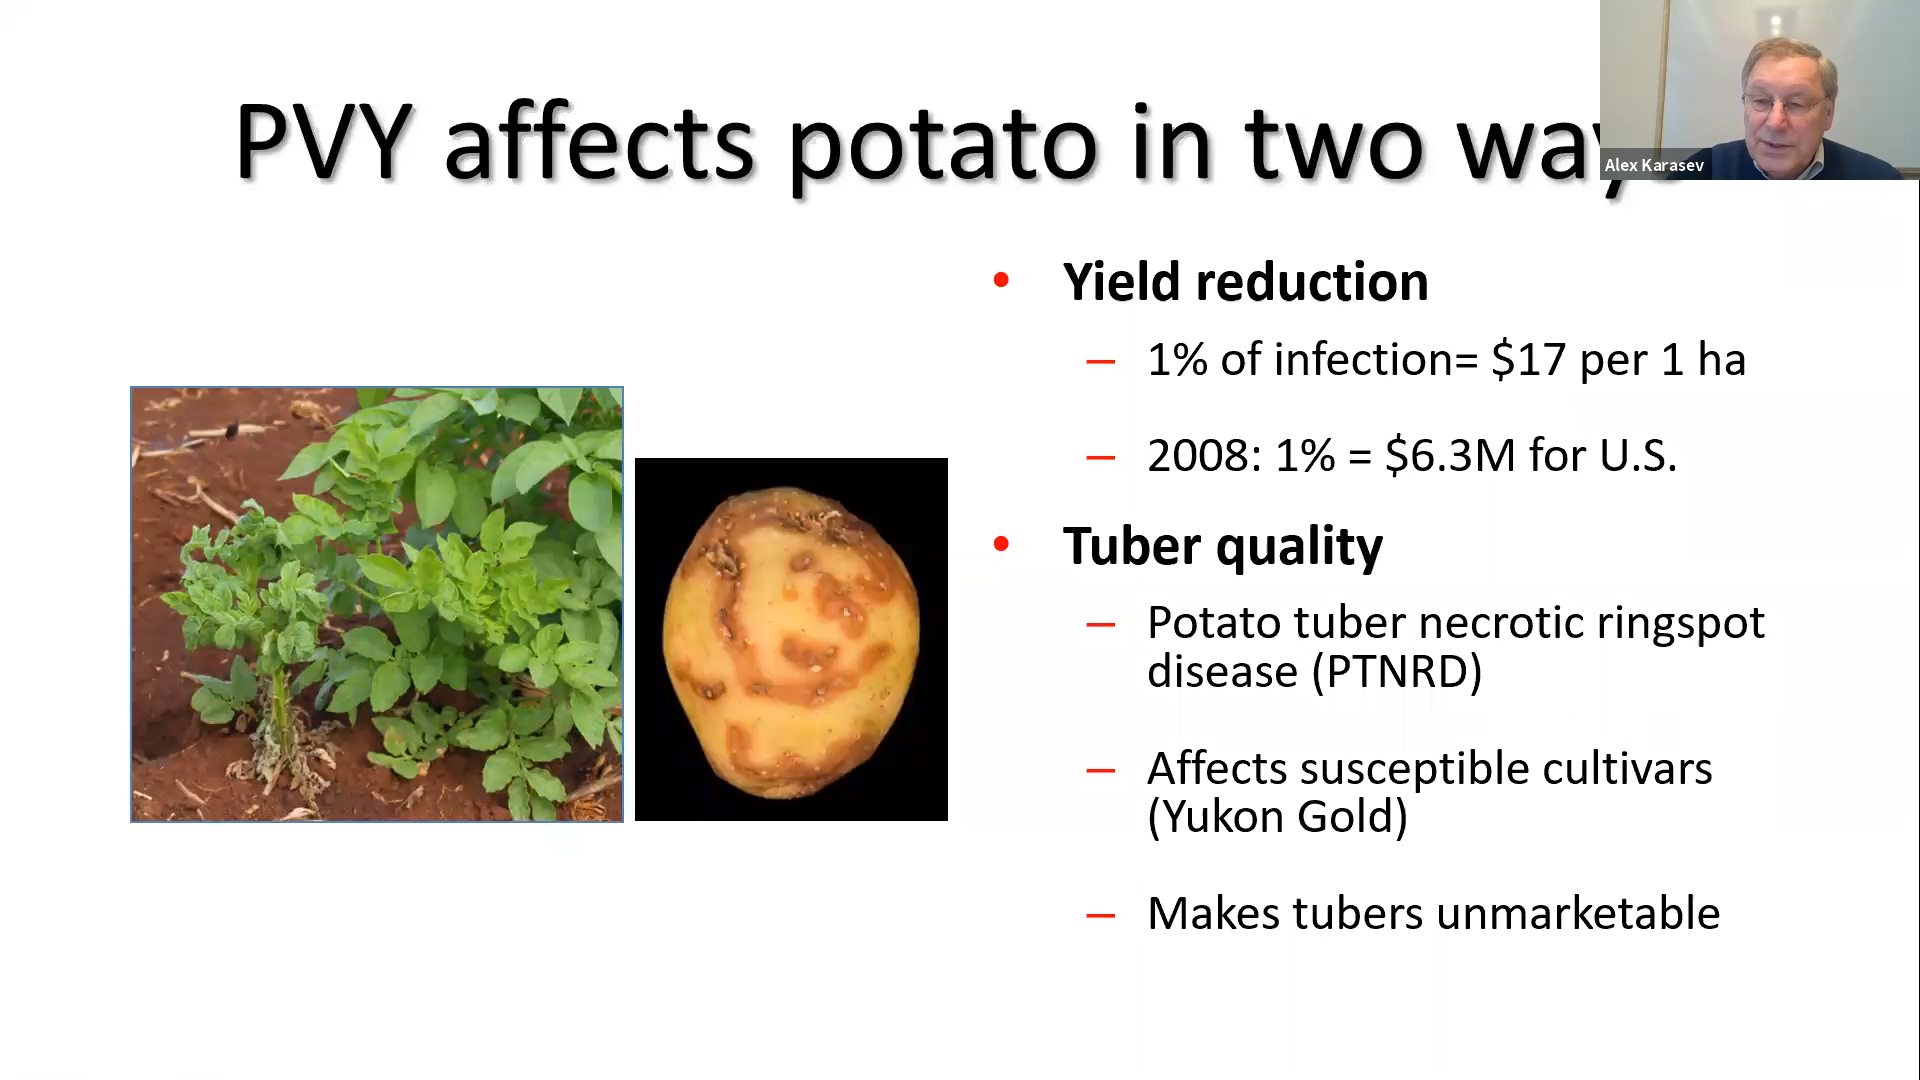 PVY affects potato in two ways
Alex Karasev
• Yield reduction
– 1% of infection= $17 per 1 ha
– 2008: 1% = $6.3M for U.S.
• Tuber quality
– Potato tuber necrotic ringspot
disease (PTNRD)
– Affects susceptible cultivars
(Yukon Gold)
– Makes tubers unmarketable